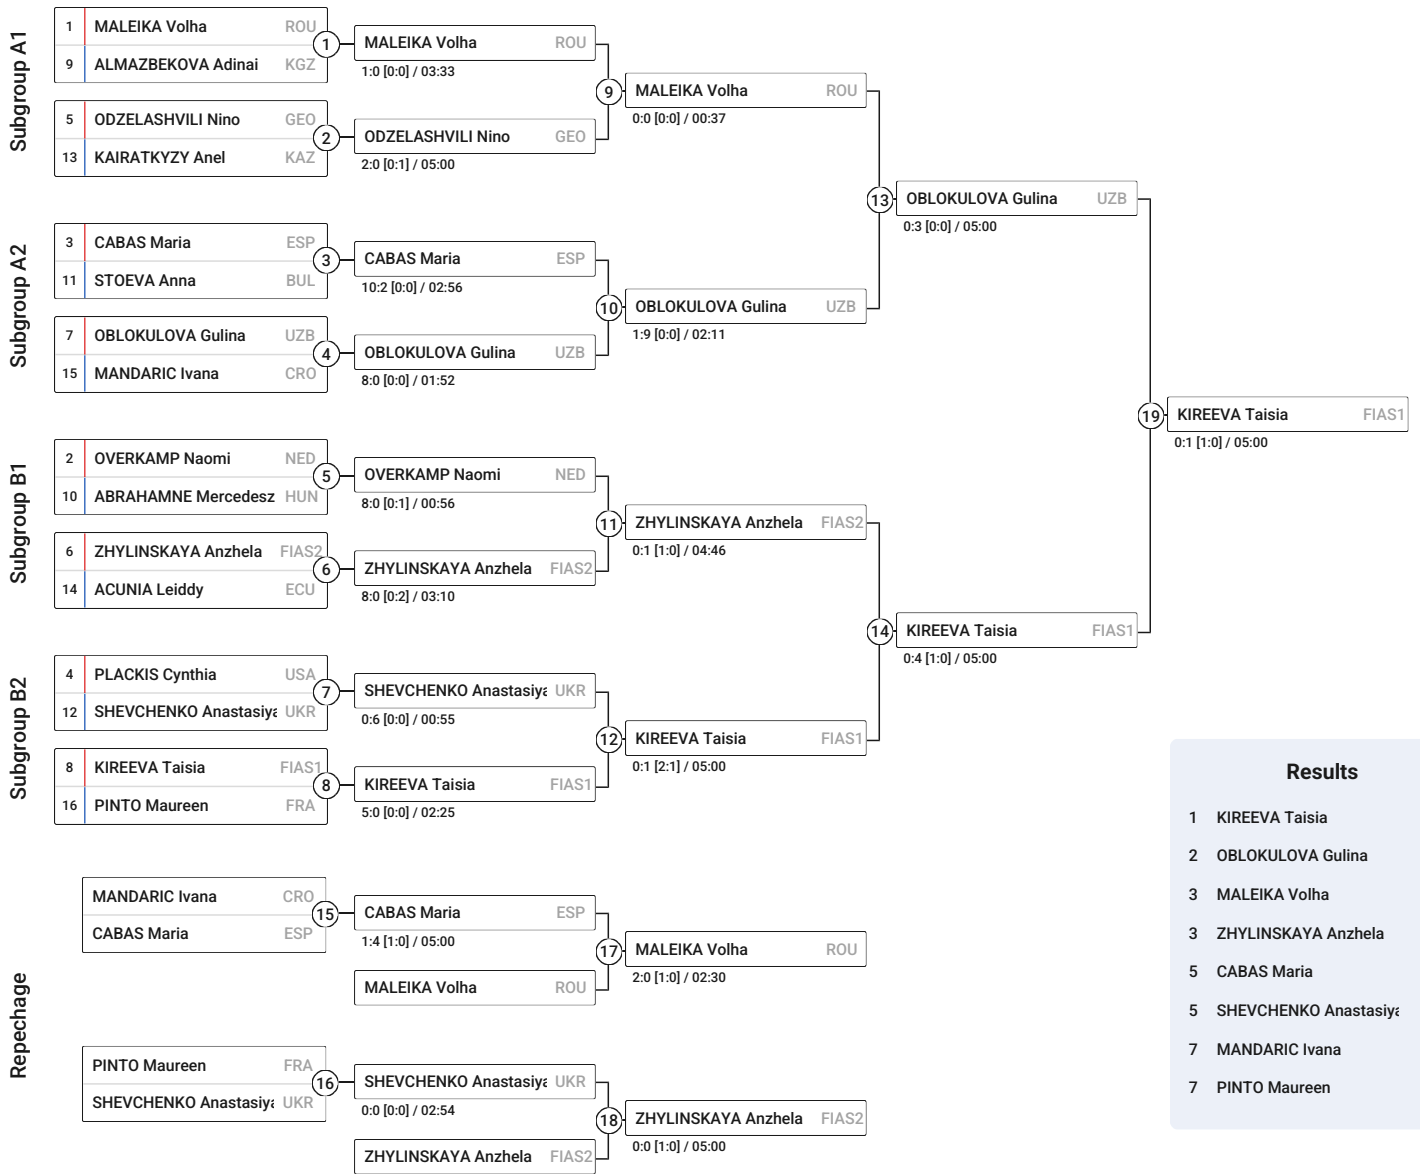 Subgroup A1
1 MALEIKA Volha ROU
9 ALMAZBEKOVA Adinai KGZ
1
MALEIKA Volha ROU
1:0 [0:0] / 03:33
5 ODZELASHVILI Nino GEO
13 KAIRATKYZY Anel KAZ
2
ODZELASHVILI Nino GEO
2:0 [0:1] / 05:00
9
MALEIKA Volha ROU
0:0 [0:0] / 00:37
Subgroup A2
3 CABAS Maria ESP
11 STOEVA Anna BUL
3
CABAS Maria ESP
10:2 [0:0] / 02:56
7 OBLOKULOVA Gulina UZB
15 MANDARIC Ivana CRO
4
OBLOKULOVA Gulina UZB
8:0 [0:0] / 01:52
10
OBLOKULOVA Gulina UZB
1:9 [0:0] / 02:11
13
OBLOKULOVA Gulina UZB
0:3 [0:0] / 05:00
Subgroup B1
2 OVERKAMP Naomi NED
10 ABRAHAMNE Mercedesz HUN
5
OVERKAMP Naomi NED
8:0 [0:1] / 00:56
6 ZHYLINSKAYA Anzhela FIAS2
14 ACUNIA Leiddy ECU
6
ZHYLINSKAYA Anzhela FIAS2
8:0 [0:2] / 03:10
11
ZHYLINSKAYA Anzhela FIAS2
0:1 [1:0] / 04:46
Subgroup B2
4 PLACKIS Cynthia USA
12 SHEVCHENKO Anastasiya UKR
7
SHEVCHENKO Anastasiya UKR
0:6 [0:0] / 00:55
8 KIREEVA Taisia FIAS1
16 PINTO Maureen FRA
8
KIREEVA Taisia FIAS1
5:0 [0:0] / 02:25
12
KIREEVA Taisia FIAS1
0:1 [2:1] / 05:00
14
KIREEVA Taisia FIAS1
0:4 [1:0] / 05:00
19
KIREEVA Taisia FIAS1
0:1 [1:0] / 05:00
Repechage
MANDARIC Ivana CRO
CABAS Maria ESP
15
CABAS Maria ESP
1:4 [1:0] / 05:00
MALEIKA Volha ROU
17
MALEIKA Volha ROU
2:0 [1:0] / 02:30
PINTO Maureen FRA
SHEVCHENKO Anastasiya UKR
16
SHEVCHENKO Anastasiya UKR
0:0 [0:0] / 02:54
ZHYLINSKAYA Anzhela FIAS2
18
ZHYLINSKAYA Anzhela FIAS2
0:0 [1:0] / 05:00
Results
1 KIREEVA Taisia
2 OBLOKULOVA Gulina
3 MALEIKA Volha
3 ZHYLINSKAYA Anzhela
5 CABAS Maria
5 SHEVCHENKO Anastasiya
7 MANDARIC Ivana
7 PINTO Maureen